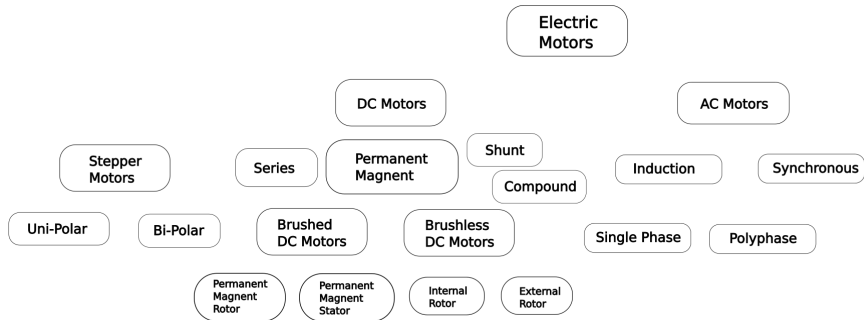 Electric
Motors
DC Motors
AC Motors
Stepper
Motors
Series
Permanent
Magnent
Shunt
Compound
Induction
Synchronous
Uni-Polar
Bi-Polar
Brushed
DC Motors
Brushless
DC Motors
Single Phase
Polyphase
Permanent
Magnent
Rotor
Permanent
Magnent
Stator
Internal
Rotor
External
Rotor